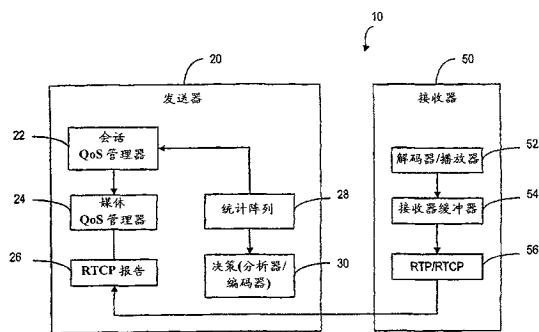 10
20
50
发送器
接收器
22
会话
QoS 管理器
24
媒体
QoS 管理器
26
RTCP 报告
统计阵列
28
决策(分析器/
编码器)
30
解码器/播放器
52
接收器缓冲器
54
RTP/RTCP
56